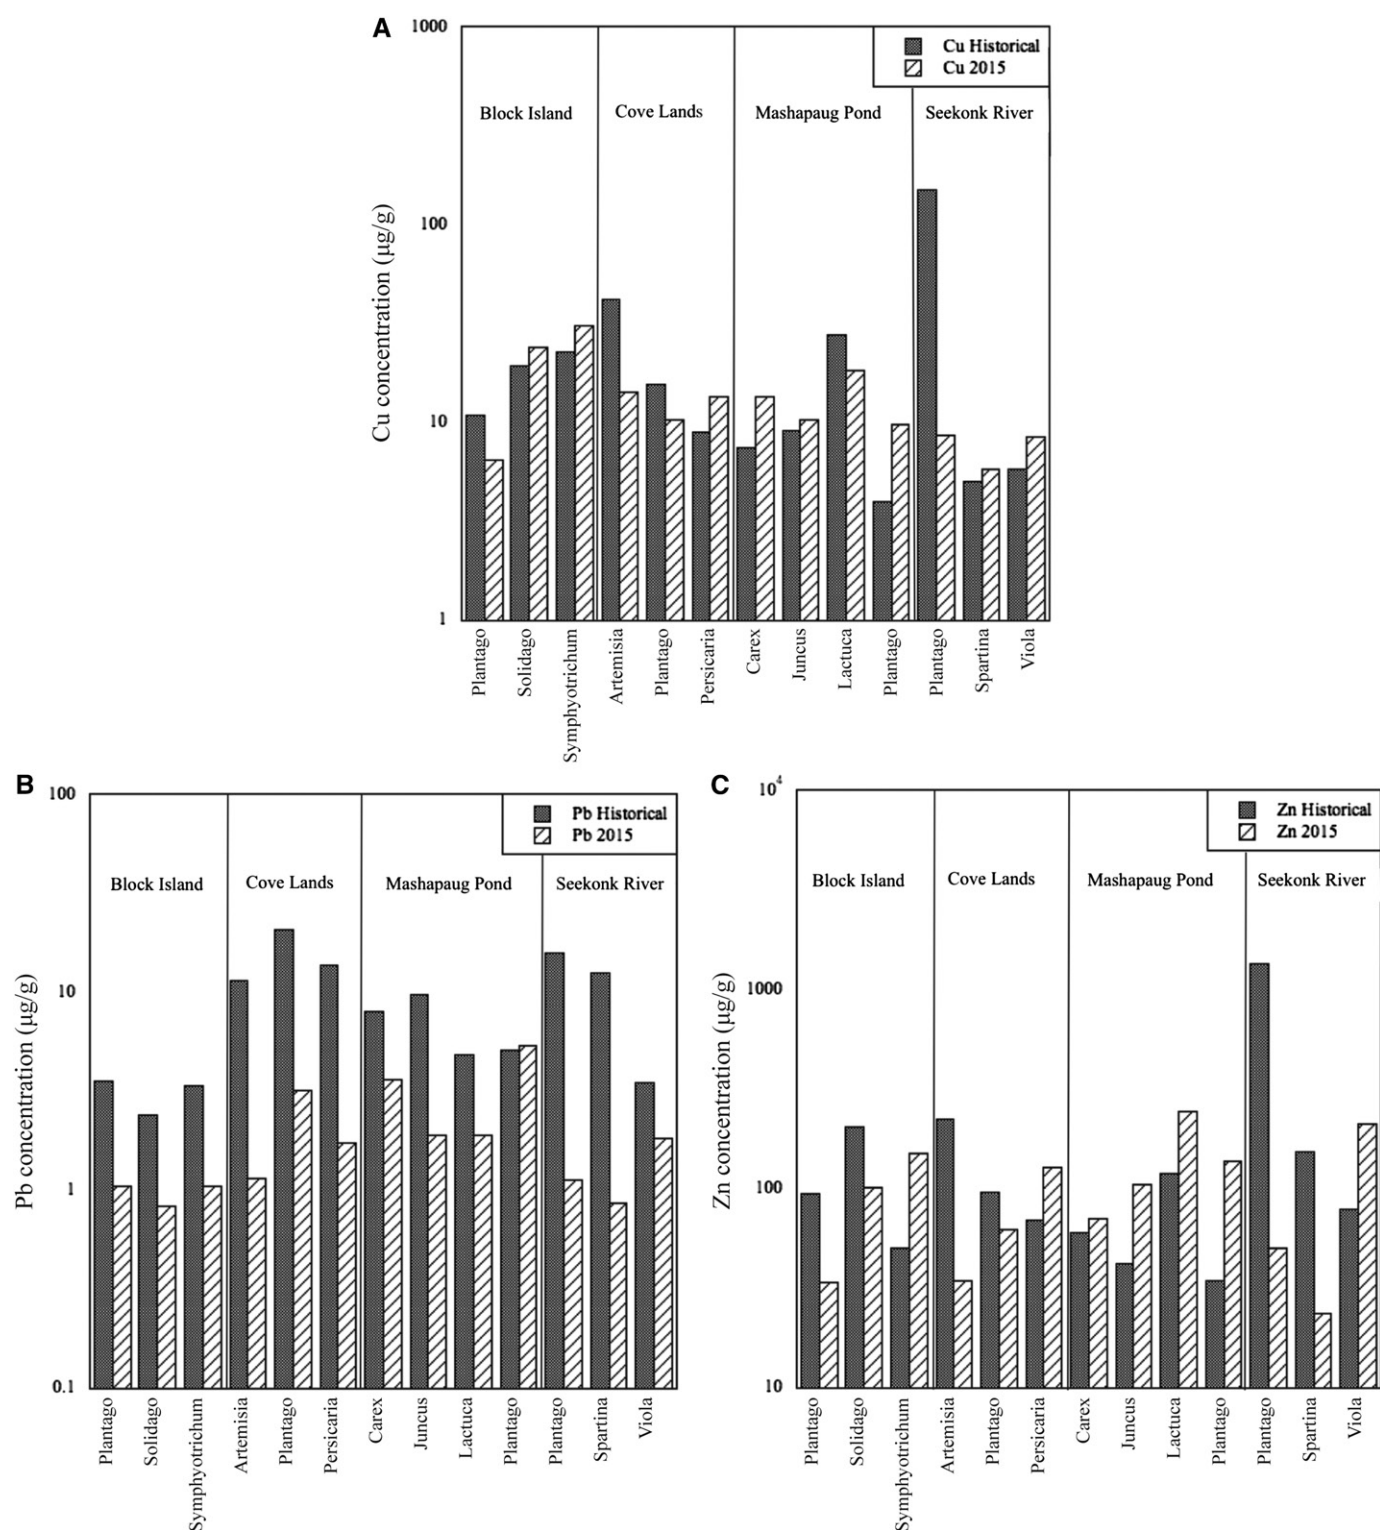 A
1000
Cu Historical
Cu 2015
Block Island
Cove Lands
Mashapaug Pond
Seekonk River
Cu concentration (µg/g)
100
10
1
Plantago
Solidago
Symphyotrichum
Artemisia
Plantago
Persicaria
Carex
Juncus
Lactuca
Plantago
Plantago
Spartina
Viola
B
100
Pb Historical
Pb 2015
Block Island
Cove Lands
Mashapaug Pond
Seekonk River
Pb concentration (µg/g)
10
1
0.1
Plantago
Solidago
Symphyotrichum
Artemisia
Plantago
Persicaria
Carex
Juncus
Lactuca
Plantago
Plantago
Spartina
Viola
C
10⁴
Zn Historical
Zn 2015
Block Island
Cove Lands
Mashapaug Pond
Seekonk River
Zn concentration (µg/g)
1000
100
10
Plantago
Solidago
Symphyotrichum
Artemisia
Plantago
Persicaria
Carex
Juncus
Lactuca
Plantago
Plantago
Spartina
Viola